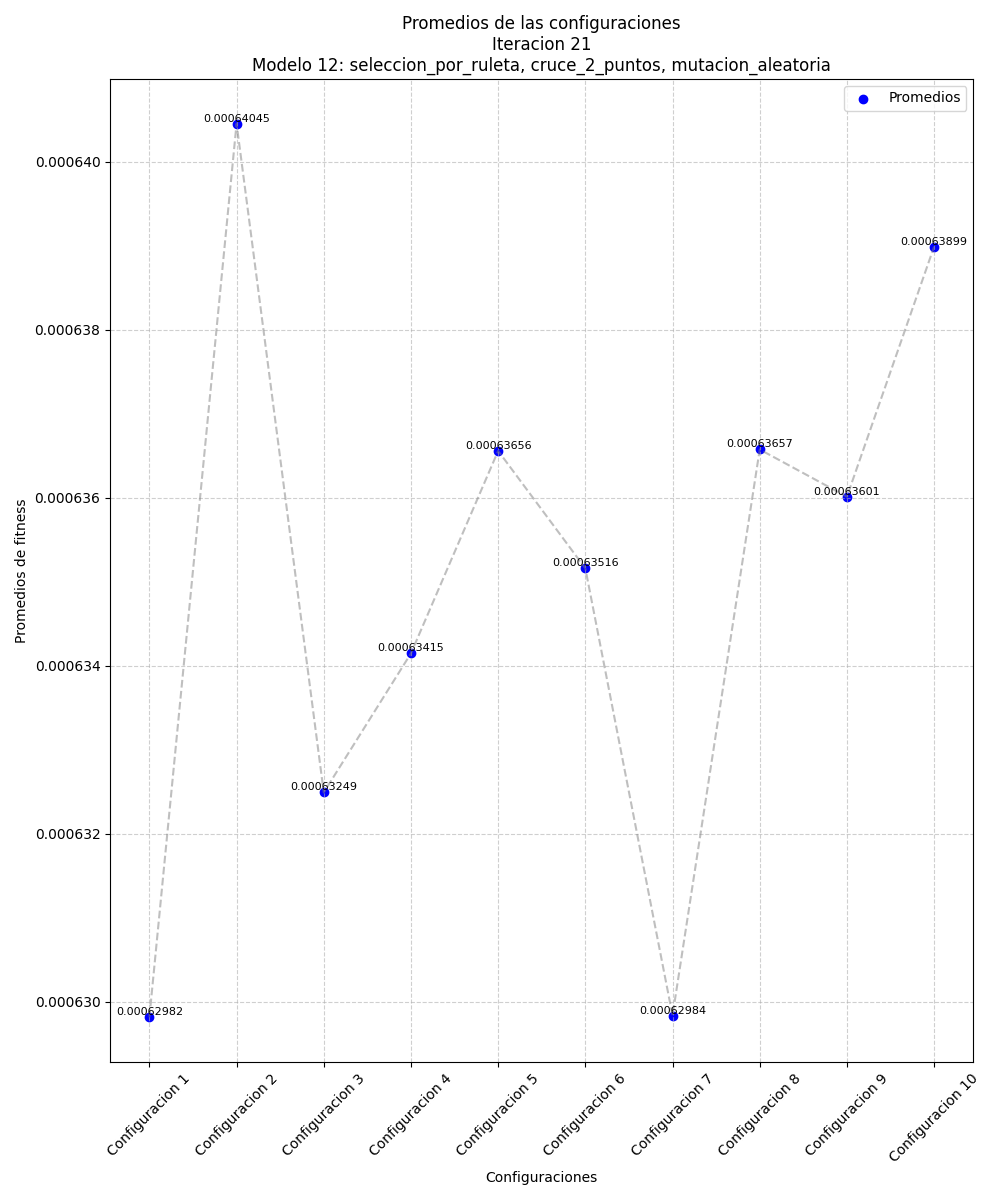 Promedios de las configuraciones
Iteracion 21
Modelo 12: seleccion_por_ruleta, cruce_2_puntos, mutacion_aleatoria
Promedios
0.00064045
0.000640
0.00063899
0.000638
0.00063656
0.00063657
0.00063601
0.000636
0.00063516
0.00063415
0.000634
0.00063249
0.000632
0.00062982
0.00062984
0.000630
Promedios de fitness
Configuracion 1
Configuracion 2
Configuracion 3
Configuracion 4
Configuracion 5
Configuracion 6
Configuracion 7
Configuracion 8
Configuracion 9
Configuracion 10
Configuraciones